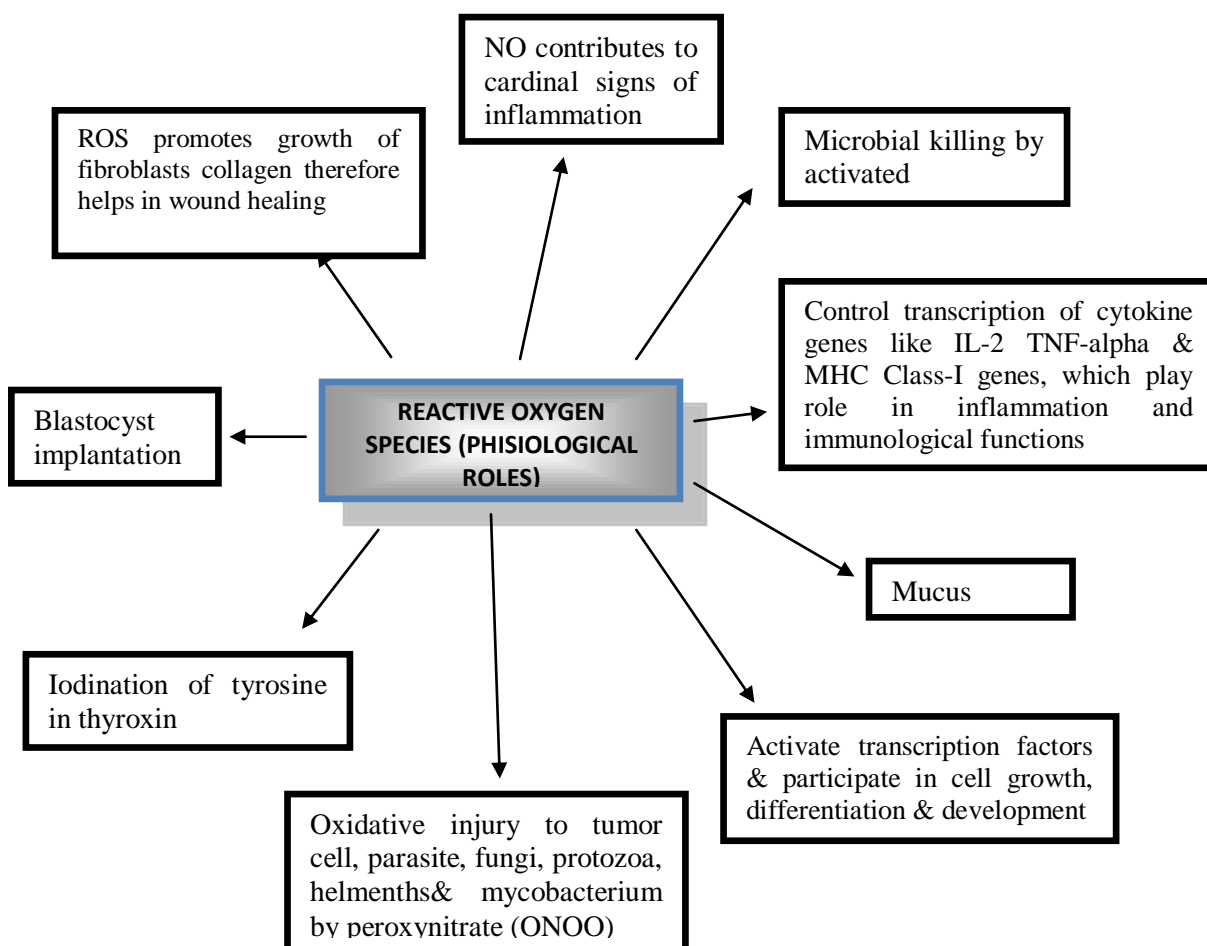 NO contributes to
cardinal signs of
inflammation
ROS promotes growth of
fibroblasts collagen therefore
helps in wound healing
Microbial killing by
activated
Control transcription of cytokine
genes like IL-2 TNF-alpha &
MHC Class-I genes, which play
role in inflammation and
immunological functions
REACTIVE OXYGEN
SPECIES (PHISIOLOGICAL
ROLES)
Blastocyst
implantation
Mucus
Iodination of tyrosine
in thyroxin
Activate transcription factors
& participate in cell growth,
differentiation & development
Oxidative injury to tumor
cell, parasite, fungi, protozoa,
helmenths& mycobacterium
by peroxynitrate (ONOO)